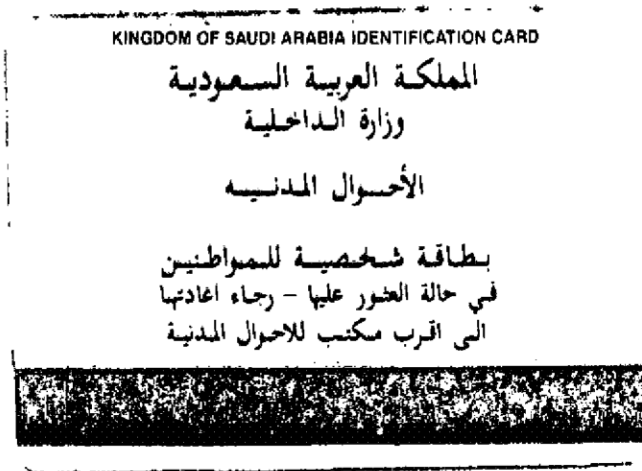 KINGDOM OF SAUDI ARABIA IDENTIFICATION CARD
المملكة العربية السعودية
وزارة الداخلية
الأحوال المدنيه
بطاقة شخصية للمواطنين
في حالة العثور عليها - رجاء اعادتها
الى اقرب مكتب للاحوال المدنية